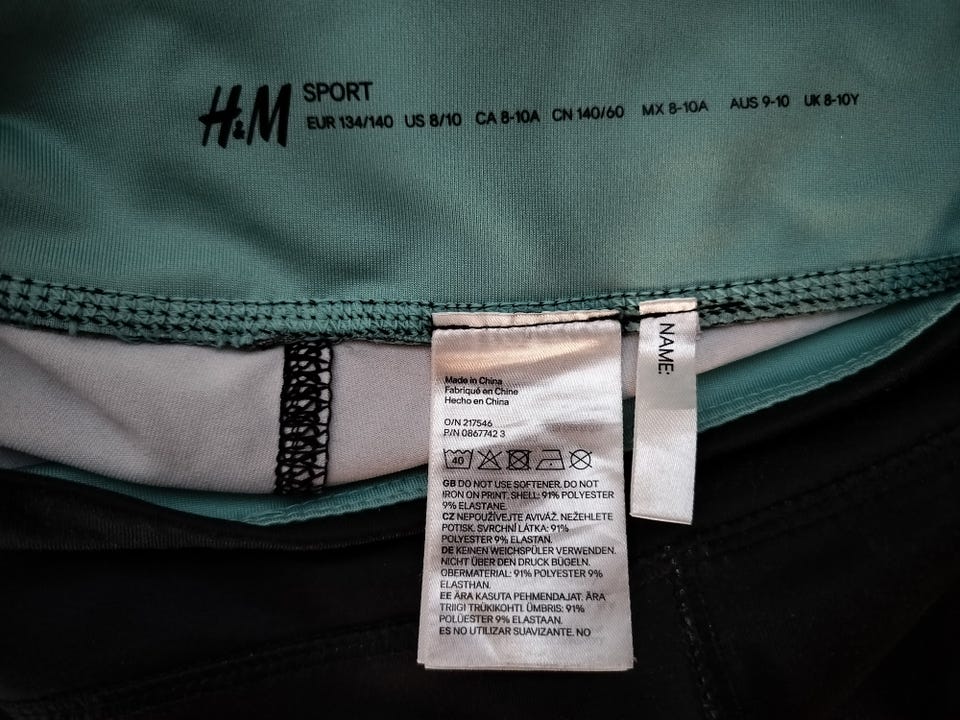 H&M SPORT
EUR 134/140 US 8/10 CA 8-10A CN 140/60 MX 8-10A AUS 9-10 UK 8-10Y
NAME:
Made in China
Fabriqué en Chine
Hecho en China
O/N 217546
P/N 0867742 3
40
GB DO NOT USE SOFTENER. DO NOT
IRON ON PRINT. SHELL: 91% POLYESTER
9% ELASTANE.
CZ NEPOUŽÍVEJTE AVIVÁŽ. NEŽEHLETE
POTISK. SVRCHNÍ LÁTKA: 91%
POLYESTER 9% ELASTAN.
DE KEINEN WEICHSPÜLER VERWENDEN.
NICHT ÜBER DEN DRUCK BÜGELN.
OBERMATERIAL: 91% POLYESTER 9%
ELASTHAN.
EE ÄRA KASUTA PEHMENDAJAT. ÄRA
TRIIGI TRÜKIKOHTI. ÜMBRIS: 91%
POLÜESTER 9% ELASTAAN.
ES NO UTILIZAR SUAVIZANTE. NO